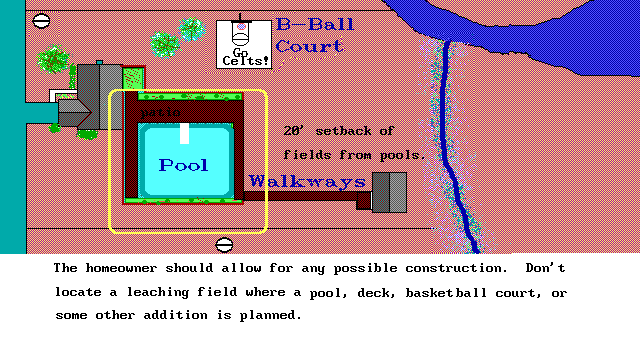 B-Ball
Court
Go
Celts!
patio
20' setback of
fields from pools.
Pool
Walkways
The homeowner should allow for any possible construction. Don't
locate a leaching field where a pool, deck, basketball court, or
some other addition is planned.